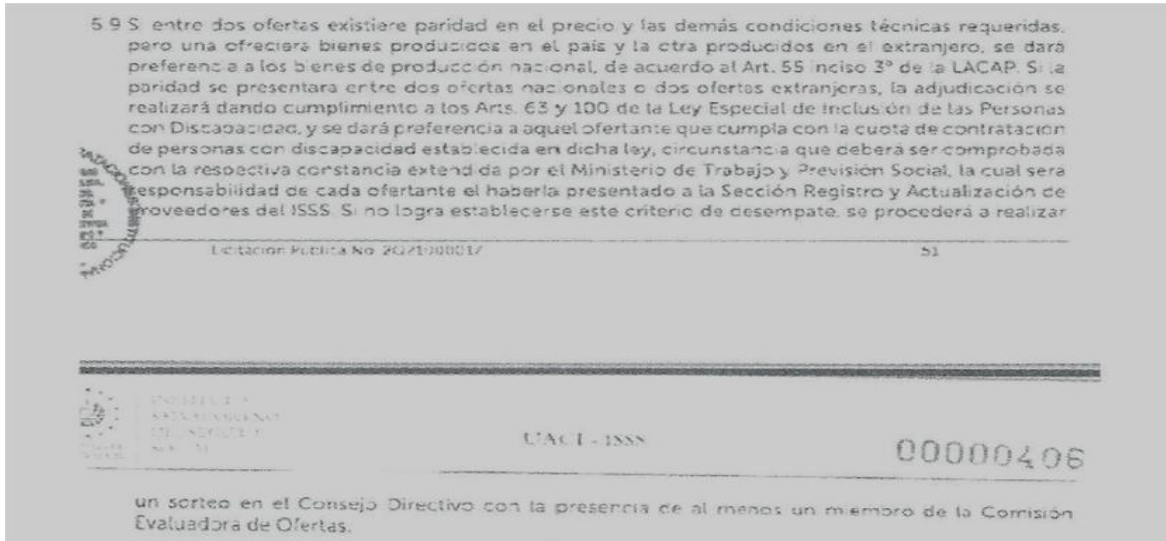 5.9 Si entre dos ofertas existiere paridad en el precio y las demás condiciones técnicas requeridas,
pero una ofreciera bienes producidos en el país y la otra producidos en el extranjero, se dará
preferencia a los bienes de producción nacional, de acuerdo al Art. 55 inciso 3° de la LACAP. Si la
paridad se presentara entre dos ofertas nacionales o dos ofertas extranjeras, la adjudicación se
realizará dando cumplimiento a los Arts. 63 y 100 de la Ley Especial de Inclusión de las Personas
con Discapacidad, y se dará preferencia a aquel ofertante que cumpla con la cuota de contratación
de personas con discapacidad establecida en dicha ley, circunstancia que deberá ser comprobada
con la respectiva constancia extendida por el Ministerio de Trabajo y Previsión Social, la cual será
responsabilidad de cada ofertante el haberla presentado a la Sección Registro y Actualización de
Proveedores del ISSS. Si no logra establecerse este criterio de desempate, se procederá a realizar
Licitación Pública No. 2Q21000017
51
UACI - ISSS
00000406
un sorteo en el Consejo Directivo con la presencia de al menos un miembro de la Comisión
Evaluadora de Ofertas.